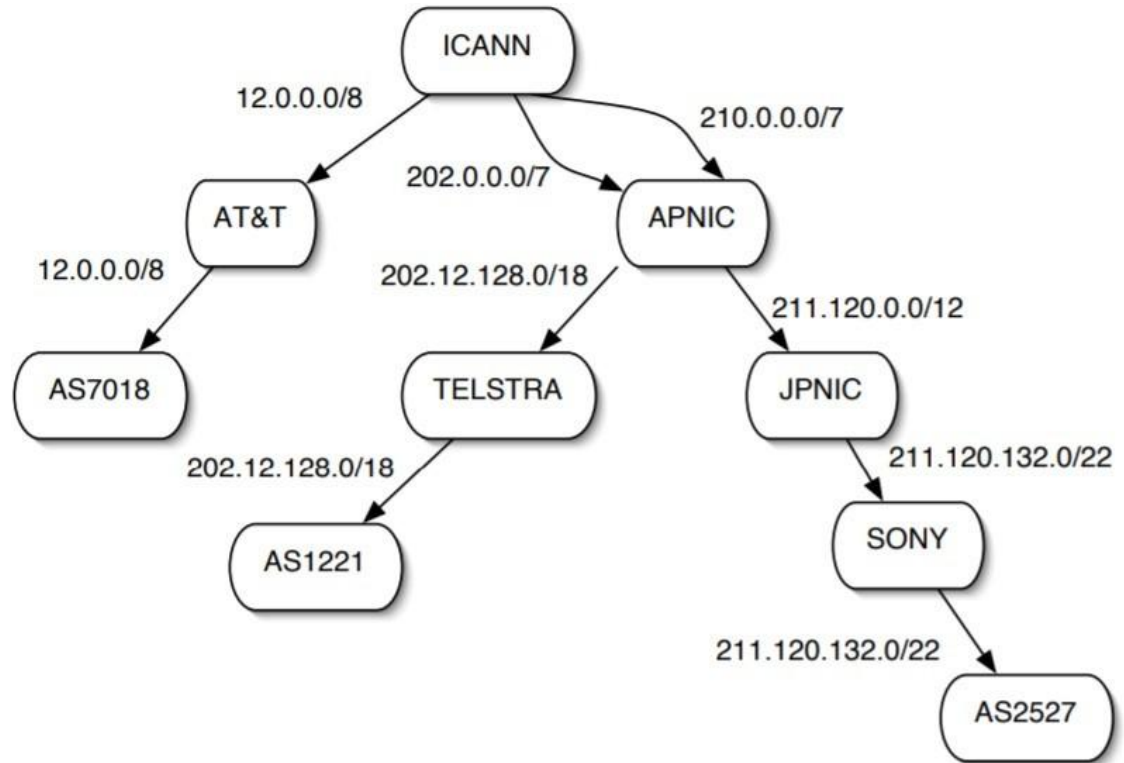 ICANN
12.0.0.0/8
210.0.0.0/7
202.0.0.0/7
AT&T
APNIC
12.0.0.0/8
202.12.128.0/18
211.120.0.0/12
AS7018
TELSTRA
JPNIC
202.12.128.0/18
211.120.132.0/22
AS1221
SONY
211.120.132.0/22
AS2527